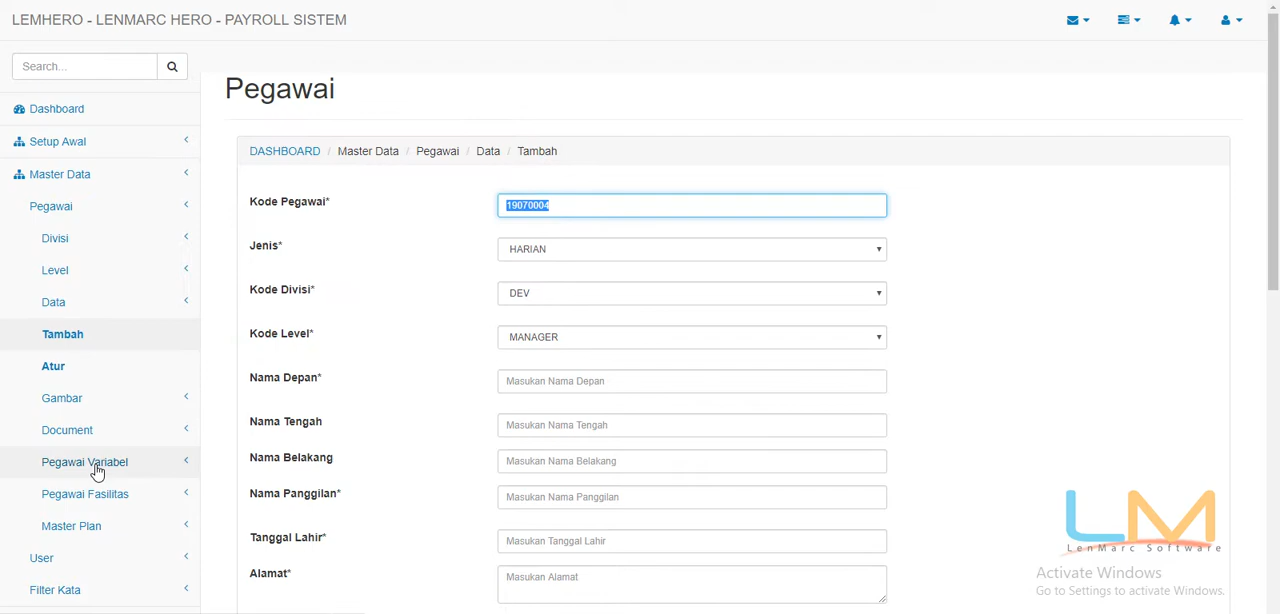 LEMHERO - LENMARC HERO - PAYROLL SISTEM
Search...
Dashboard
Setup Awal
Master Data
Pegawai
Divisi
Level
Data
Tambah
Atur
Gambar
Document
Pegawai Variabel
Pegawai Fasilitas
Master Plan
User
Filter Kata
Pegawai
DASHBOARD / Master Data / Pegawai / Data / Tambah
Kode Pegawai* 19070004
Jenis* HARIAN
Kode Divisi* DEV
Kode Level* MANAGER
Nama Depan* Masukan Nama Depan
Nama Tengah Masukan Nama Tengah
Nama Belakang Masukan Nama Belakang
Nama Panggilan* Masukan Nama Panggilan
Tanggal Lahir* Masukan Tanggal Lahir
Alamat* Masukan Alamat
LM
LenMarc Software
Activate Windows
Go to Settings to activate Windows.